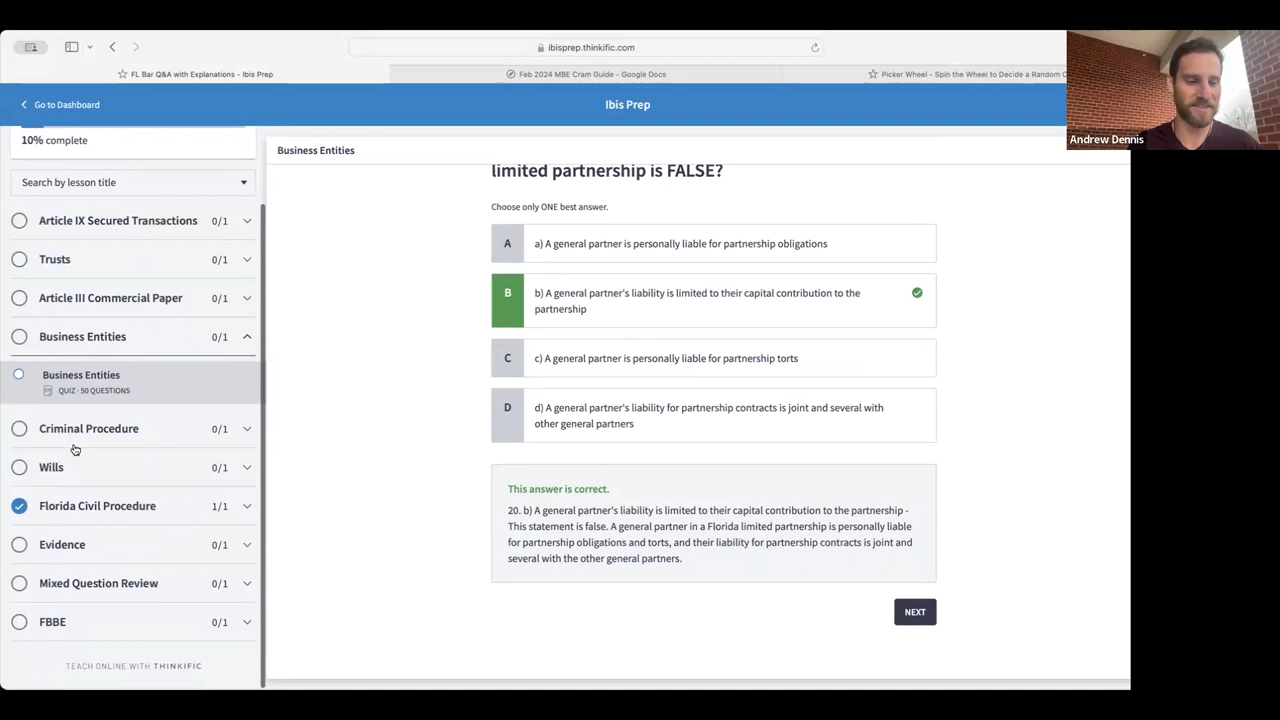 ibisprep.thinkific.com
FL Bar Q&A with Explanations - Ibis Prep
Feb 2024 MBE Cram Guide - Google Docs
Picker Wheel - Spin the Wheel to Decide a Random
Go to Dashboard
Ibis Prep
Andrew Dennis
10% complete
Search by lesson title
Article IX Secured Transactions 0/1
Trusts 0/1
Article III Commercial Paper 0/1
Business Entities 0/1
Business Entities
QUIZ · 50 QUESTIONS
Criminal Procedure 0/1
Wills 0/1
Florida Civil Procedure 1/1
Evidence 0/1
Mixed Question Review 0/1
FBBE 0/1
TEACH ONLINE WITH THINKIFIC
Business Entities
limited partnership is FALSE?
Choose only ONE best answer.
A a) A general partner is personally liable for partnership obligations
B b) A general partner's liability is limited to their capital contribution to the
partnership
C c) A general partner is personally liable for partnership torts
D d) A general partner's liability for partnership contracts is joint and several with
other general partners
This answer is correct.
20. b) A general partner's liability is limited to their capital contribution to the partnership -
This statement is false. A general partner in a Florida limited partnership is personally liable
for partnership obligations and torts, and their liability for partnership contracts is joint and
several with the other general partners.
NEXT